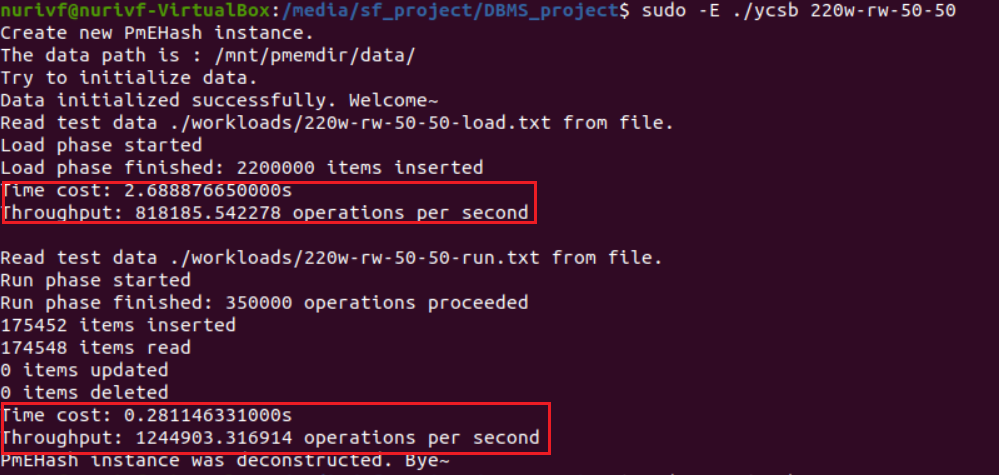 nurivf@nurivf-VirtualBox:/media/sf_project/DBMS_project$ sudo -E ./ycsb 220w-rw-50-50
Create new PmEHash instance.
The data path is : /mnt/pmemdir/data/
Try to initialize data.
Data initialized successfully. Welcome~
Read test data ./workloads/220w-rw-50-50-load.txt from file.
Load phase started
Load phase finished: 2200000 items inserted
Time cost: 2.688876650000s
Throughput: 818185.542278 operations per second
Read test data ./workloads/220w-rw-50-50-run.txt from file.
Run phase started
Run phase finished: 350000 operations proceeded
175452 items inserted
174548 items read
0 items updated
0 items deleted
Time cost: 0.281146331000s
Throughput: 1244903.316914 operations per second
PmEHash instance was deconstructed. Bye~